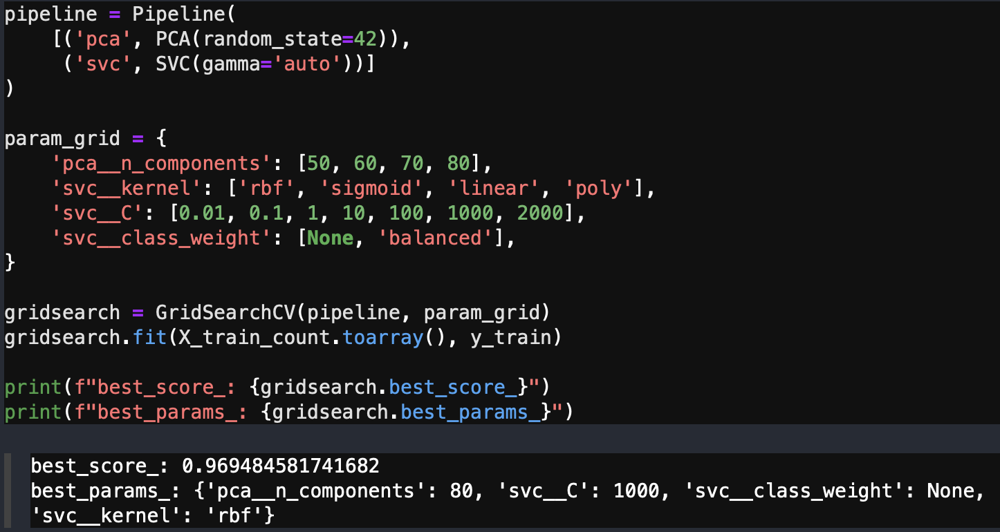 pipeline = Pipeline(
    [('pca', PCA(random_state=42)),
     ('svc', SVC(gamma='auto'))]
)

param_grid = {
    'pca__n_components': [50, 60, 70, 80],
    'svc__kernel': ['rbf', 'sigmoid', 'linear', 'poly'],
    'svc__C': [0.01, 0.1, 1, 10, 100, 1000, 2000],
    'svc__class_weight': [None, 'balanced'],
}

gridsearch = GridSearchCV(pipeline, param_grid)
gridsearch.fit(X_train_count.toarray(), y_train)

print(f"best_score_: {gridsearch.best_score_}")
print(f"best_params_: {gridsearch.best_params_}")

best_score_: 0.969484581741682
best_params_: {'pca__n_components': 80, 'svc__C': 1000, 'svc__class_weight': None,
'svc__kernel': 'rbf'}